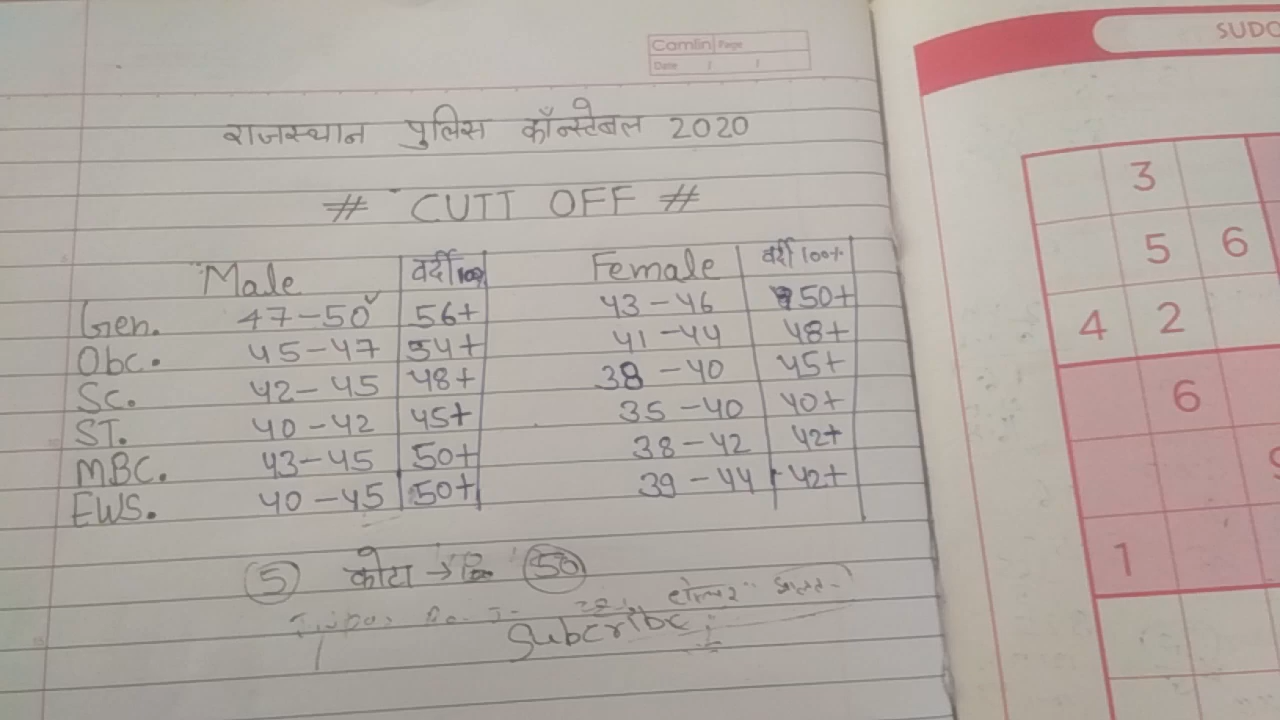 Camlin Page
Date / /
राजस्थान पुलिस कॉन्स्टेबल 2020
# CUTT OFF #
Male वर्दी 100% Female वर्दी 100%
Gen. 47-50 56+ 43-46 50+
Obc. 45-47 54+ 41-44 48+
Sc. 42-45 48+ 38-40 45+
ST. 40-42 45+ 35-40 40+
MBC. 43-45 50+ 38-42 42+
EWS. 40-45 50+ 39-44 42+
5 कोटा → 50
Subcribe
SUDO
3
5 6
4 2
6
1